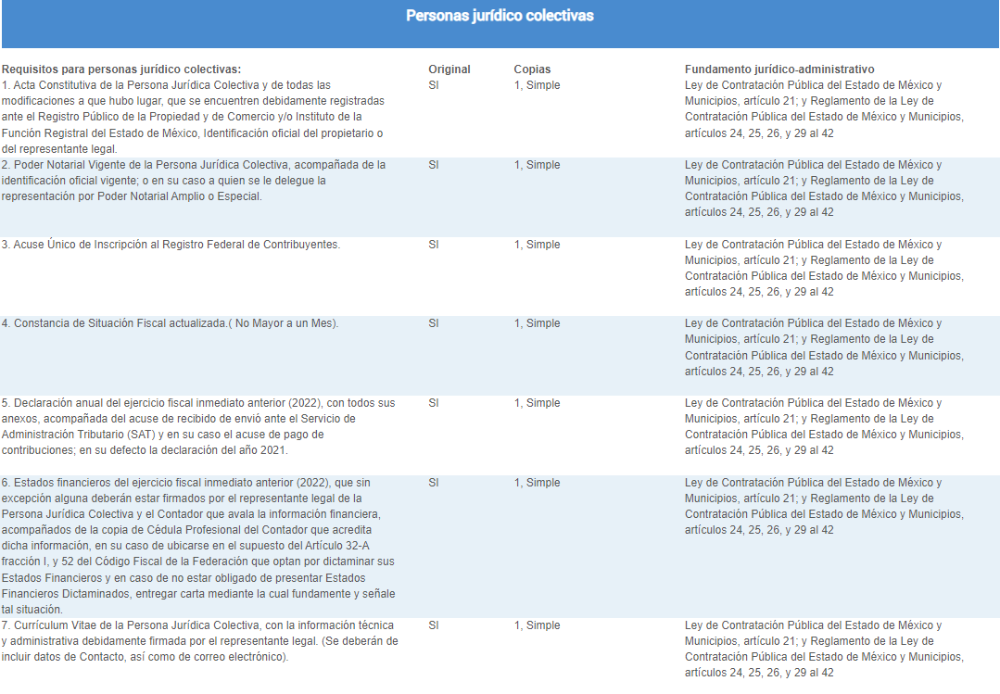 Personas jurídico colectivas
Requisitos para personas jurídico colectivas: Original Copias Fundamento jurídico-administrativo
1. Acta Constitutiva de la Persona Jurídica Colectiva y de todas las SI 1, Simple Ley de Contratación Pública del Estado de México y
modificaciones a que hubo lugar, que se encuentren debidamente registradas Municipios, artículo 21; y Reglamento de la Ley de
ante el Registro Público de la Propiedad y de Comercio y/o Instituto de la Contratación Pública del Estado de México y Municipios,
Función Registral del Estado de México, Identificación oficial del propietario o artículos 24, 25, 26, y 29 al 42
del representante legal.
2. Poder Notarial Vigente de la Persona Jurídica Colectiva, acompañada de la SI 1, Simple Ley de Contratación Pública del Estado de México y
identificación oficial vigente; o en su caso a quien se le delegue la Municipios, artículo 21; y Reglamento de la Ley de
representación por Poder Notarial Amplio o Especial. Contratación Pública del Estado de México y Municipios,
artículos 24, 25, 26, y 29 al 42
3. Acuse Único de Inscripción al Registro Federal de Contribuyentes. SI 1, Simple Ley de Contratación Pública del Estado de México y
Municipios, artículo 21; y Reglamento de la Ley de
Contratación Pública del Estado de México y Municipios,
artículos 24, 25, 26, y 29 al 42
4. Constancia de Situación Fiscal actualizada.( No Mayor a un Mes). SI 1, Simple Ley de Contratación Pública del Estado de México y
Municipios, artículo 21; y Reglamento de la Ley de
Contratación Pública del Estado de México y Municipios,
artículos 24, 25, 26, y 29 al 42
5. Declaración anual del ejercicio fiscal inmediato anterior (2022), con todos sus SI 1, Simple Ley de Contratación Pública del Estado de México y
anexos, acompañada del acuse de recibido de envió ante el Servicio de Municipios, artículo 21; y Reglamento de la Ley de
Administración Tributario (SAT) y en su caso el acuse de pago de Contratación Pública del Estado de México y Municipios,
contribuciones; en su defecto la declaración del año 2021. artículos 24, 25, 26, y 29 al 42
6. Estados financieros del ejercicio fiscal inmediato anterior (2022), que sin SI 1, Simple Ley de Contratación Pública del Estado de México y
excepción alguna deberán estar firmados por el representante legal de la Municipios, artículo 21; y Reglamento de la Ley de
Persona Jurídica Colectiva y el Contador que avala la información financiera, Contratación Pública del Estado de México y Municipios,
acompañados de la copia de Cédula Profesional del Contador que acredita artículos 24, 25, 26, y 29 al 42
dicha información, en su caso de ubicarse en el supuesto del Artículo 32-A
fracción I, y 52 del Código Fiscal de la Federación que optan por dictaminar sus
Estados Financieros y en caso de no estar obligado de presentar Estados
Financieros Dictaminados, entregar carta mediante la cual fundamente y señale
tal situación.
7. Currículum Vitae de la Persona Jurídica Colectiva, con la información técnica SI 1, Simple Ley de Contratación Pública del Estado de México y
y administrativa debidamente firmada por el representante legal. (Se deberán de Municipios, artículo 21; y Reglamento de la Ley de
incluir datos de Contacto, así como de correo electrónico). Contratación Pública del Estado de México y Municipios,
artículos 24, 25, 26, y 29 al 42